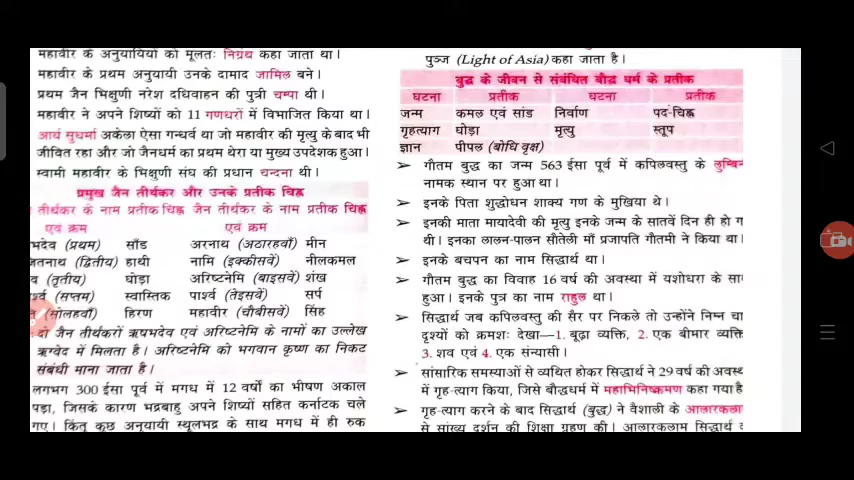 महावीर के अनुयायियों को मूलतः निग्रंथ कहा जाता था।
महावीर के प्रथम अनुयायी उनके दामाद जामिल बने।
प्रथम जैन भिक्षुणी नरेश दधिवाहन की पुत्री चम्पा थी।
महावीर ने अपने शिष्यों को 11 गणधरों में विभाजित किया था।
आर्य सुधर्मा अकेला ऐसा गन्धर्व था जो महावीर की मृत्यु के बाद भी
जीवित रहा और जो जैनधर्म का प्रथम थेरा या मुख्य उपदेशक हुआ।
स्वामी महावीर के भिक्षुणी संघ की प्रधान चन्दना थी।
प्रमुख जैन तीर्थंकर और उनके प्रतीक चिह्न
तीर्थंकर के नाम प्रतीक चिह्न जैन तीर्थंकर के नाम प्रतीक चिह्न
एवं क्रम एवं क्रम
भदेव (प्रथम) साँड अरनाथ (अठारहवाँ) मीन
जितनाथ (द्वितीय) हाथी नामि (इक्कीसवें) नीलकमल
व (तृतीय) घोड़ा अरिष्टनेमि (बाइसवें) शंख
र्श्व (सप्तम) स्वास्तिक पार्श्व (तेइसवें) सर्प
(सोलहवाँ) हिरण महावीर (चौबीसवें) सिंह
दो जैन तीर्थंकरों ऋषभदेव एवं अरिष्टनेमि के नामों का उल्लेख
ऋग्वेद में मिलता है। अरिष्टनेमि को भगवान कृष्ण का निकट
संबंधी माना जाता है।
लगभग 300 ईसा पूर्व में मगध में 12 वर्षों का भीषण अकाल
पड़ा, जिसके कारण भद्रबाहु अपने शिष्यों सहित कर्नाटक चले
गए। किंतु कुछ अनुयायी स्थूलभद्र के साथ मगध में ही रुक
पुञ्ज (Light of Asia) कहा जाता है।
बुद्ध के जीवन से संबंधित बौद्ध धर्म के प्रतीक
घटना प्रतीक घटना प्रतीक
जन्म कमल एवं सांड निर्वाण पद-चिह्न
गृहत्याग घोड़ा मृत्यु स्तूप
ज्ञान पीपल (बोधि वृक्ष)
➢ गौतम बुद्ध का जन्म 563 ईसा पूर्व में कपिलवस्तु के लुम्बिन
नामक स्थान पर हुआ था।
➢ इनके पिता शुद्धोधन शाक्य गण के मुखिया थे।
➢ इनकी माता मायादेवी की मृत्यु इनके जन्म के सातवें दिन ही हो ग
थी। इनका लालन-पालन सौतेली माँ प्रजापति गौतमी ने किया था।
➢ इनके बचपन का नाम सिद्धार्थ था।
➢ गौतम बुद्ध का विवाह 16 वर्ष की अवस्था में यशोधरा के सा
हुआ। इनके पुत्र का नाम राहुल था।
➢ सिद्धार्थ जब कपिलवस्तु की सैर पर निकले तो उन्होंने निम्न चा
दृश्यों को क्रमशः देखा—1. बूढ़ा व्यक्ति, 2. एक बीमार व्यक्ति
3. शव एवं 4. एक संन्यासी।
➢ सांसारिक समस्याओं से व्यथित होकर सिद्धार्थ ने 29 वर्ष की अवस्थ
में गृह-त्याग किया, जिसे बौद्धधर्म में महाभिनिष्क्रमण कहा गया है
➢ गृह-त्याग करने के बाद सिद्धार्थ (बुद्ध) ने वैशाली के आलारकला
से सांख्य दर्शन की शिक्षा ग्रहण की। आलारकलाम सिद्धार्थ